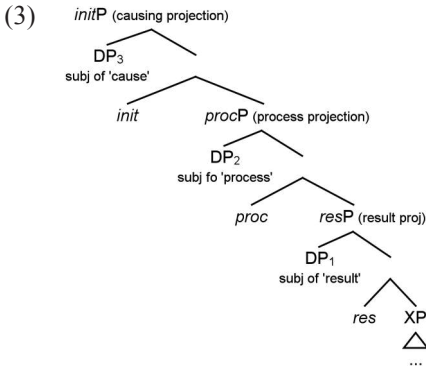 (3) initP (causing projection)
DP3
subj of 'cause'
init procP (process projection)
DP2
subj fo 'process'
proc resP (result proj)
DP1
subj of 'result'
res XP
...